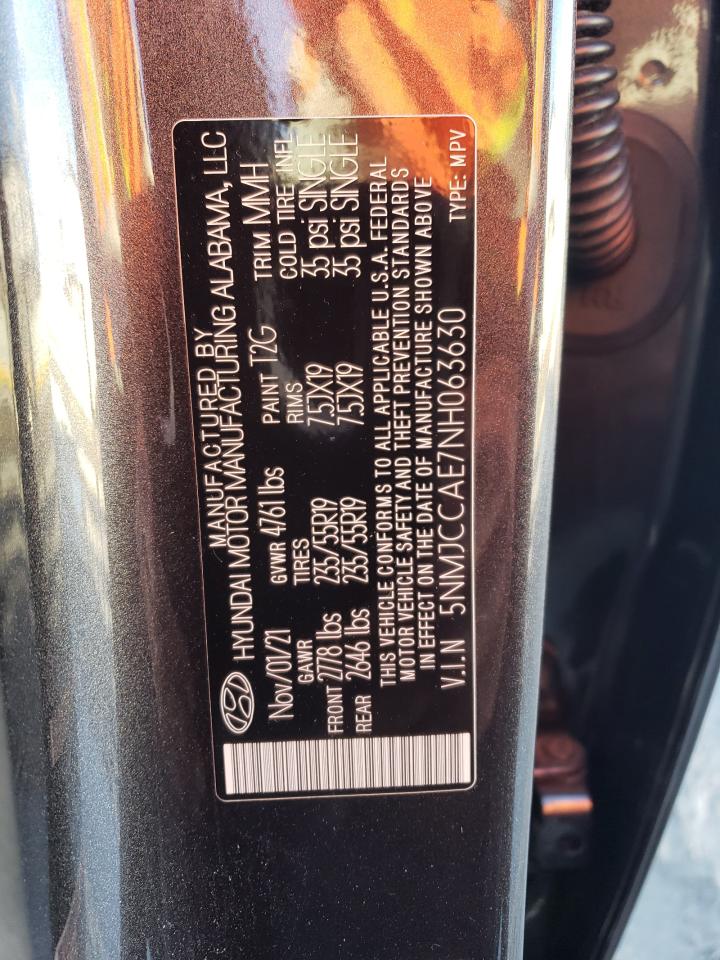 MANUFACTURED BY
HYUNDAI MOTOR MANUFACTURING ALABAMA, LLC
Nov/01/21 GVWR 4761 lbs PAINT T2G TRIM MMH
GAWR TIRES RIMS COLD TIRE INFL
FRONT 2778 lbs 235/55R19 7.5JX19 35 psi SINGLE
REAR 2646 lbs 235/55R19 7.5JX19 35 psi SINGLE
THIS VEHICLE CONFORMS TO ALL APPLICABLE U.S.A. FEDERAL
MOTOR VEHICLE SAFETY AND THEFT PREVENTION STANDARDS
IN EFFECT ON THE DATE OF MANUFACTURE SHOWN ABOVE
V.I.N 5NMJCCAE7NH063630 TYPE: MPV